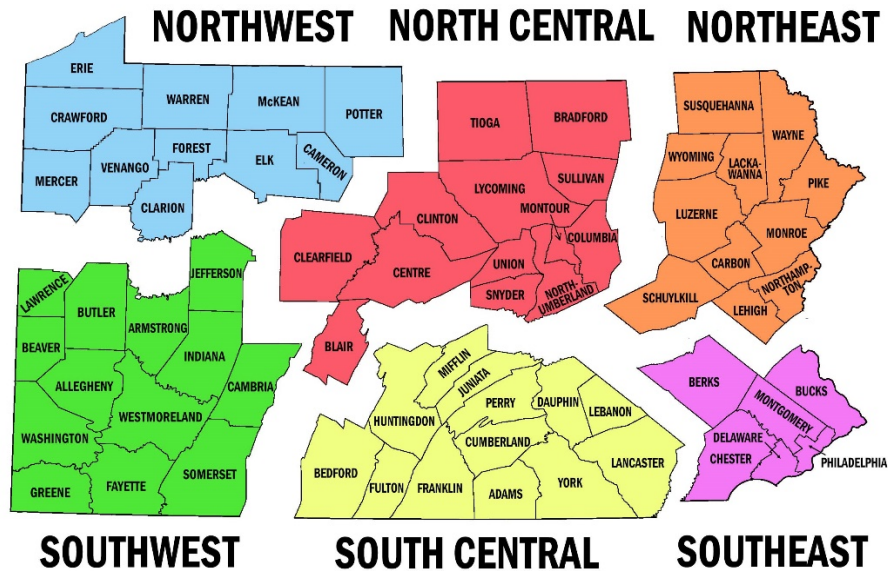 NORTHWEST
NORTH CENTRAL
NORTHEAST
ERIE
WARREN
McKEAN
POTTER
CRAWFORD
FOREST
CAMERON
VENANGO
ELK
MERCER
CLARION
TIOGA
BRADFORD
LYCOMING
SULLIVAN
MONTOUR
CLINTON
COLUMBIA
CLEARFIELD
CENTRE
UNION
SNYDER
NORTH-
UMBERLAND
BLAIR
SUSQUEHANNA
WAYNE
WYOMING
LACKA-
WANNA
PIKE
LUZERNE
MONROE
CARBON
NORTHAMP-
TON
SCHUYLKILL
LEHIGH
LAWRENCE
JEFFERSON
BUTLER
ARMSTRONG
BEAVER
INDIANA
ALLEGHENY
CAMBRIA
WESTMORELAND
WASHINGTON
SOMERSET
GREENE
FAYETTE
MIFFLIN
JUNIATA
HUNTINGDON
PERRY
DAUPHIN
LEBANON
CUMBERLAND
LANCASTER
BEDFORD
FULTON
FRANKLIN
ADAMS
YORK
BERKS
BUCKS
MONTGOMERY
DELAWARE
CHESTER
PHILADELPHIA
SOUTHWEST
SOUTH CENTRAL
SOUTHEAST